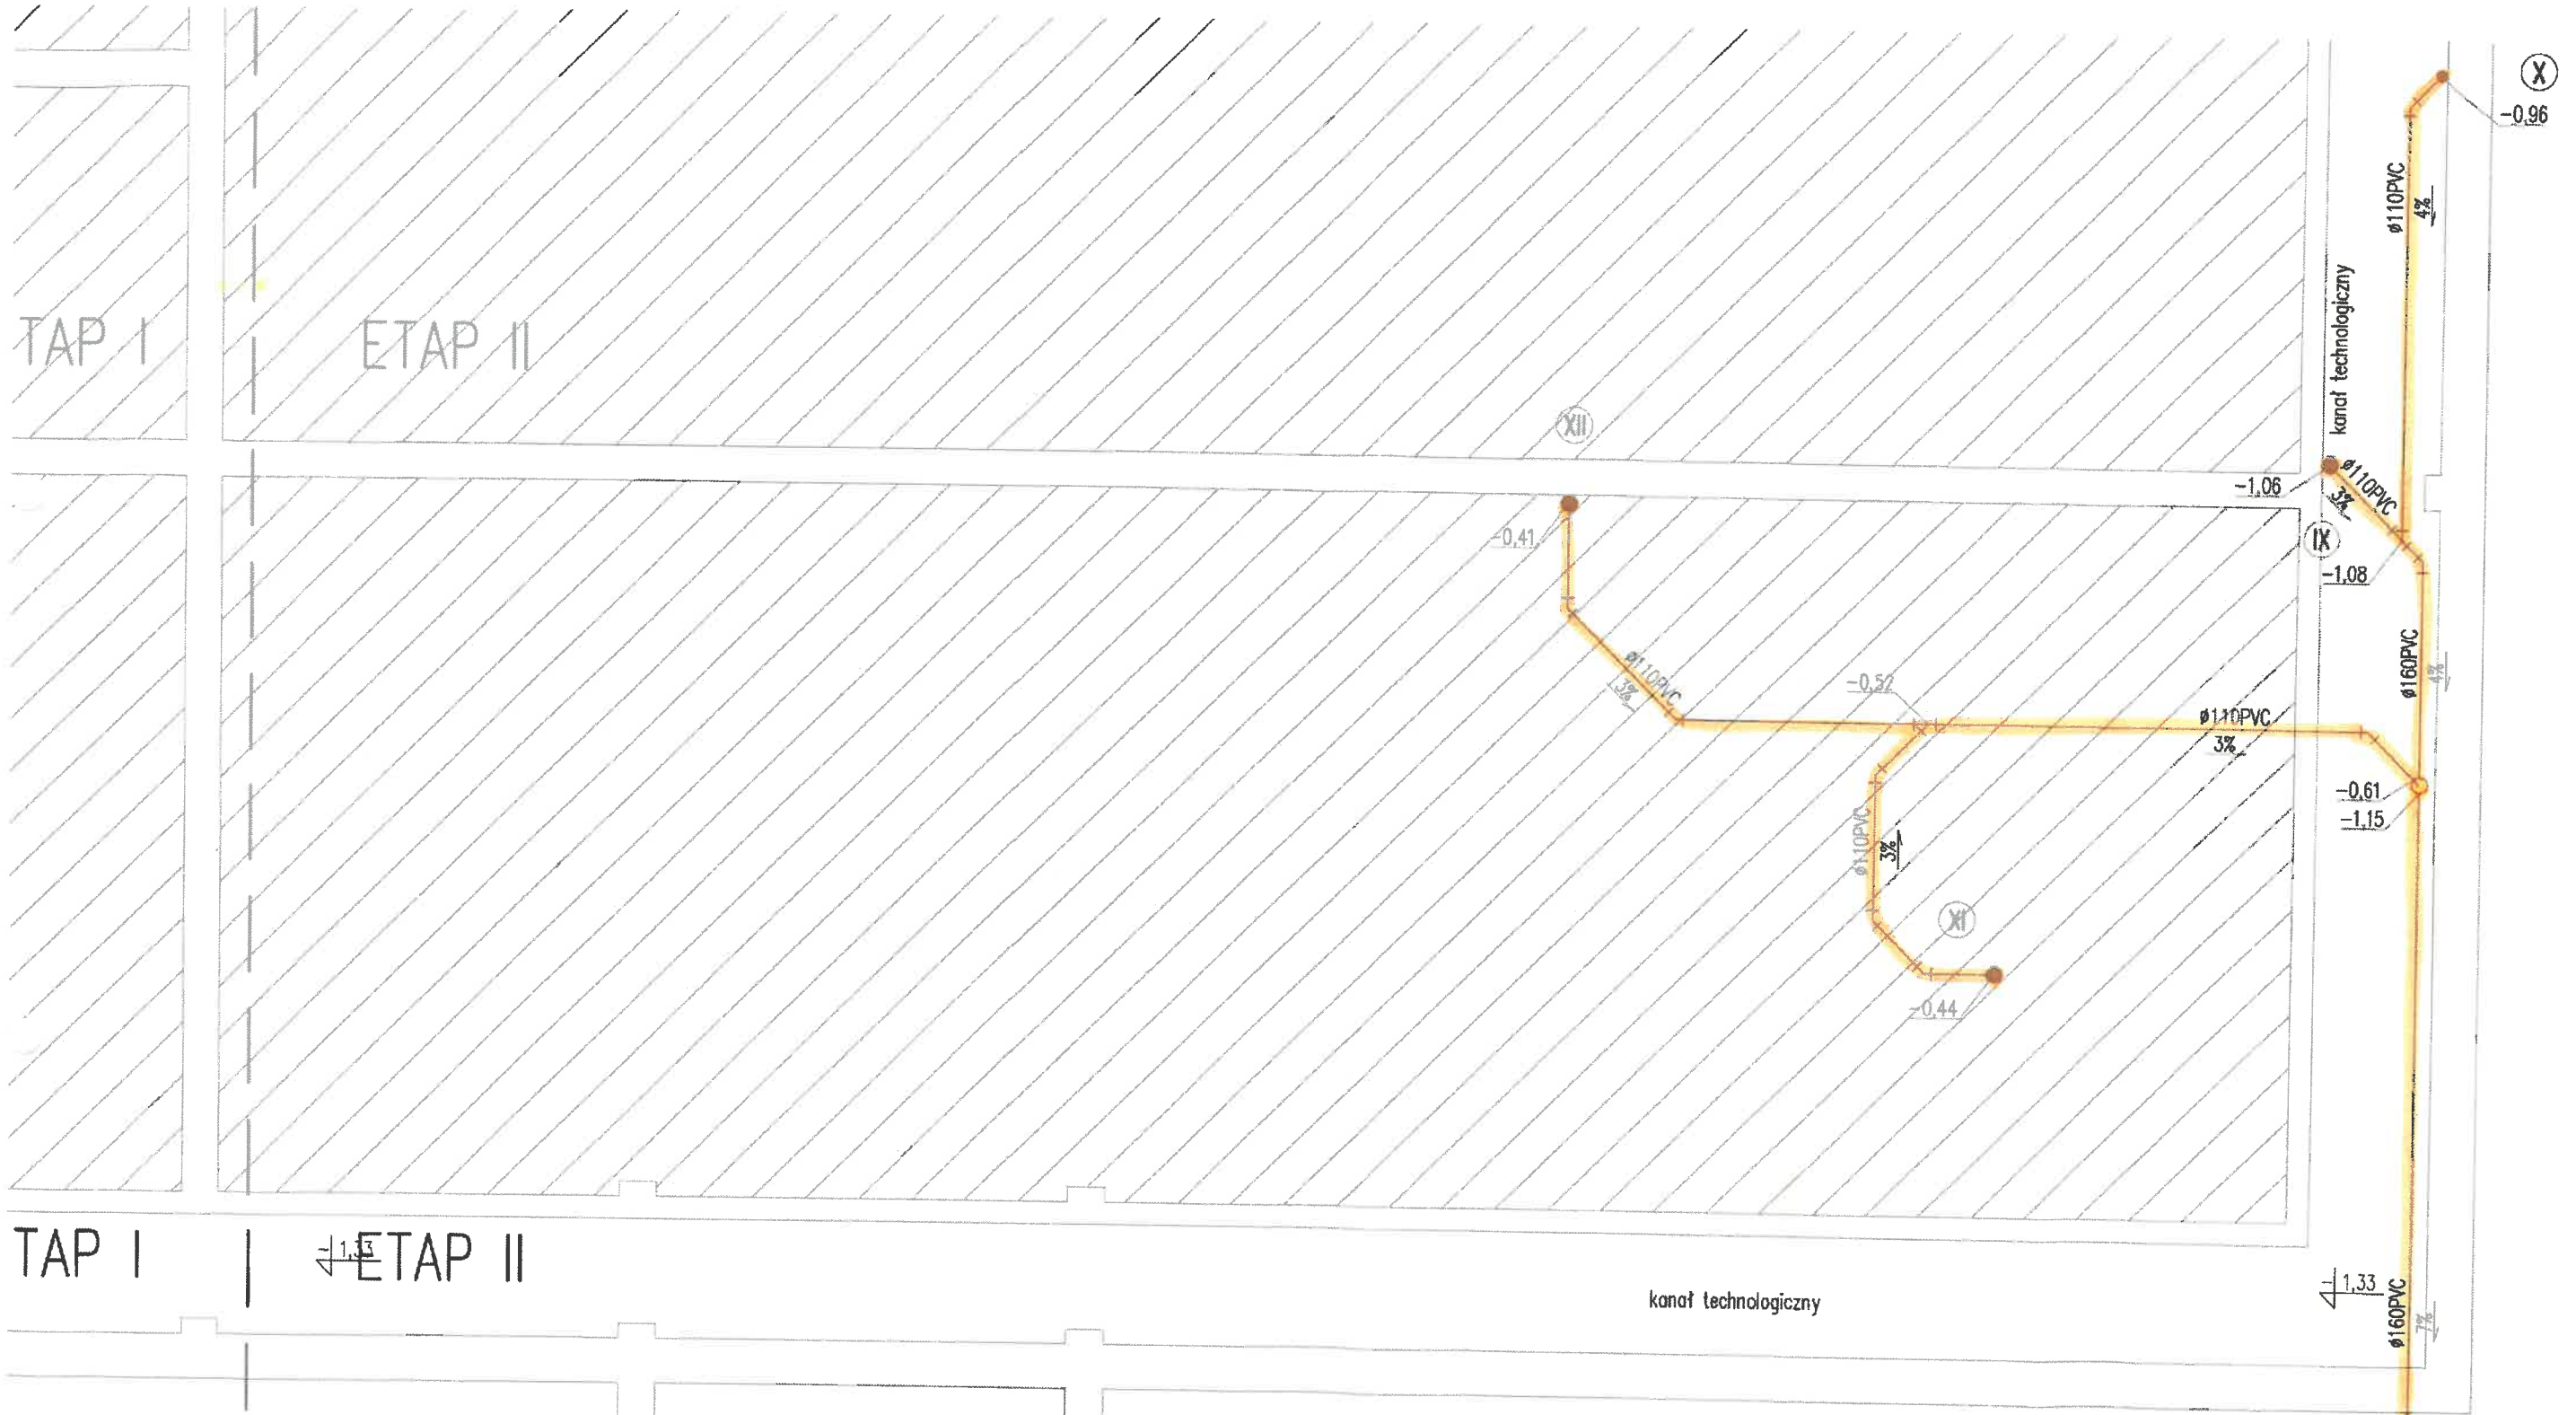 X
-0,96
ø110PVC
4%
kanał technologiczny
TAP I
ETAP II
XII
-1,06
ø110PVC
3%
-0,41
IX
-1,08
ø110PVC
3%
-0,52
ø160PVC
4%
ø110PVC
3%
-0,61
-1,15
ø110PVC
3%
XI
-0,44
TAP I
-1,33
ETAP II
kanał technologiczny
-1,33
ø160PVC